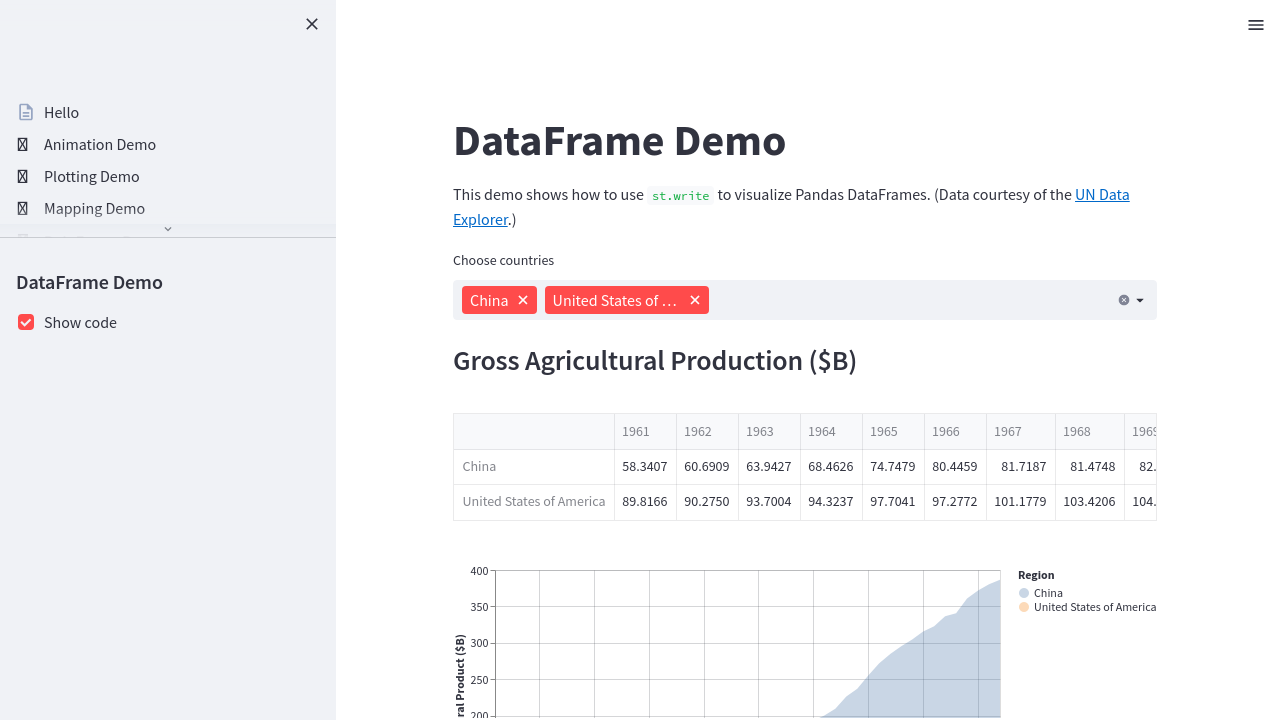 Hello
Animation Demo
Plotting Demo
Mapping Demo
DataFrame Demo
Show code
DataFrame Demo
This demo shows how to use st.write to visualize Pandas DataFrames. (Data courtesy of the UN Data
Explorer.)
Choose countries
China
United States of ...
Gross Agricultural Production ($B)
1961 1962 1963 1964 1965 1966 1967 1968 1969
China 58.3407 60.6909 63.9427 68.4626 74.7479 80.4459 81.7187 81.4748 82.
United States of America 89.8166 90.2750 93.7004 94.3237 97.7041 97.2772 101.1779 103.4206 104.
400
350
300
250
200
ral Product ($B)
Region
China
United States of America